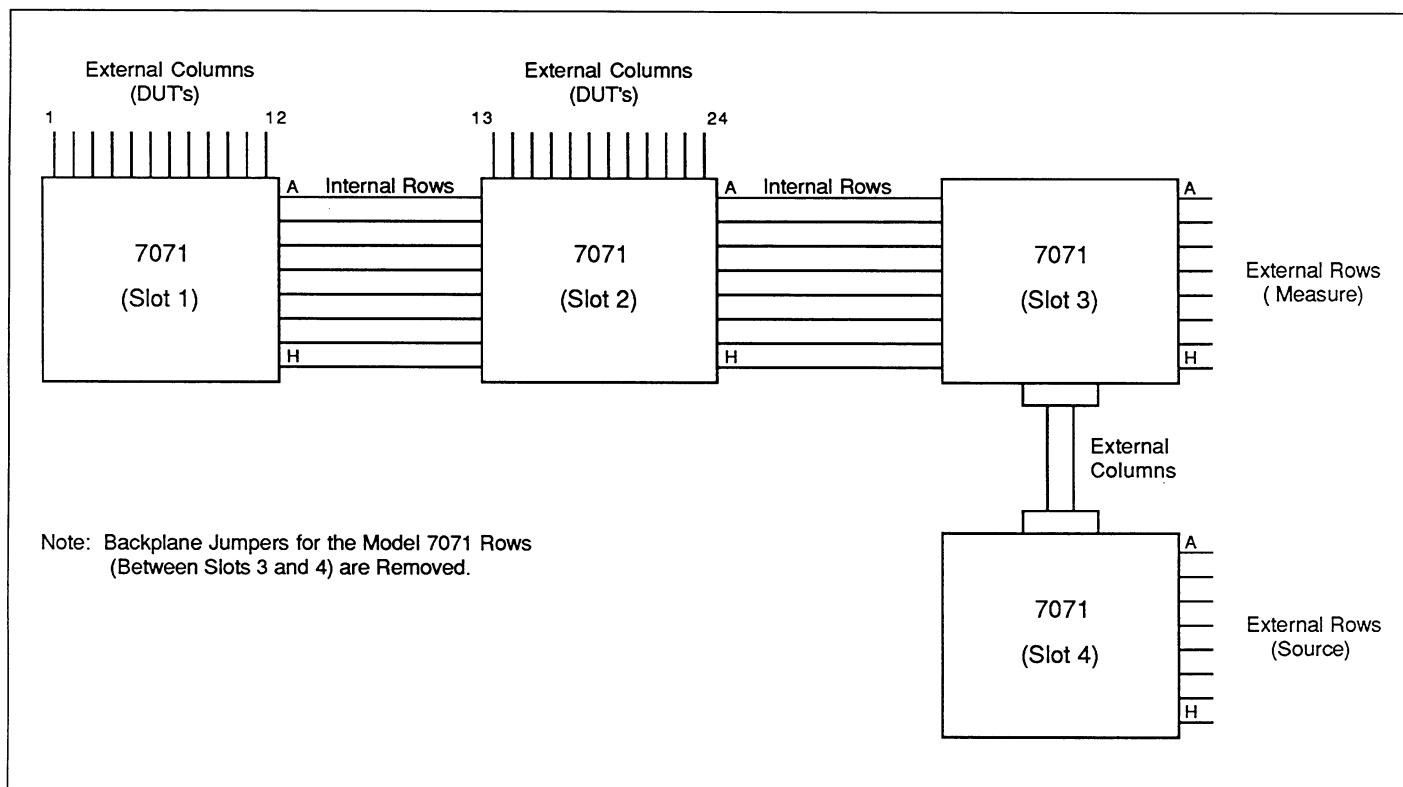 External Columns
(DUT's)
1
12
External Columns
(DUT's)
13
24
A
Internal Rows
A
Internal Rows
A
7071
(Slot 1)
7071
(Slot 2)
7071
(Slot 3)
External Rows
( Measure)
H
H
H
External
Columns
Note: Backplane Jumpers for the Model 7071 Rows
(Between Slots 3 and 4) are Removed.
A
7071
(Slot 4)
External Rows
(Source)
H